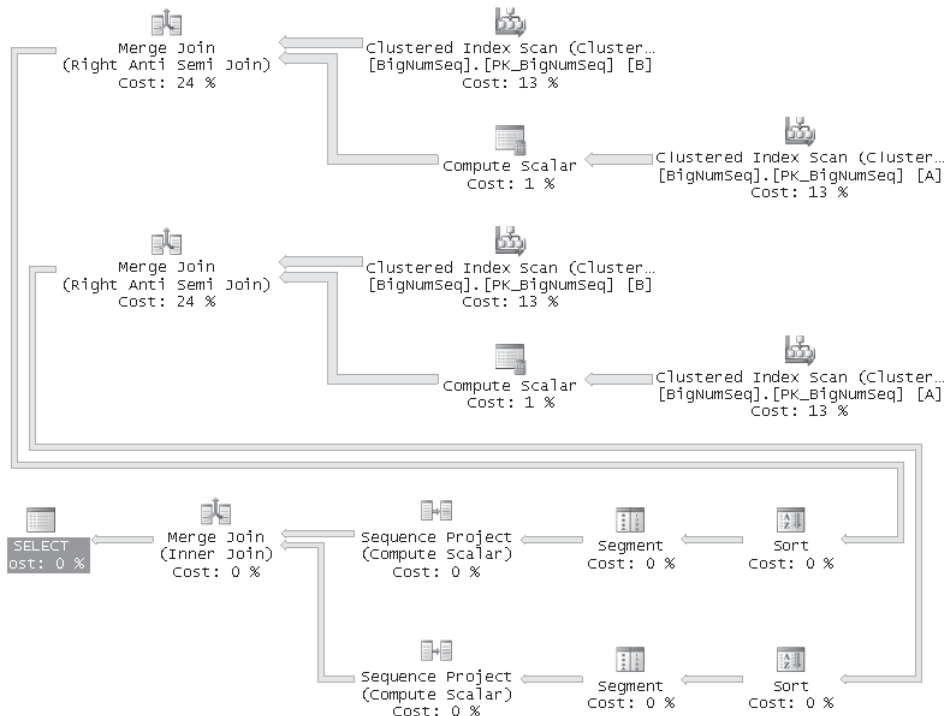 Merge Join
(Right Anti Semi Join)
Cost: 24 %
Clustered Index Scan (Cluster…
[BigNumSeq].[PK_BigNumSeq] [B]
Cost: 13 %
Compute Scalar
Cost: 1 %
Clustered Index Scan (Cluster…
[BigNumSeq].[PK_BigNumSeq] [A]
Cost: 13 %
Merge Join
(Right Anti Semi Join)
Cost: 24 %
Clustered Index Scan (Cluster…
[BigNumSeq].[PK_BigNumSeq] [B]
Cost: 13 %
Compute Scalar
Cost: 1 %
Clustered Index Scan (Cluster…
[BigNumSeq].[PK_BigNumSeq] [A]
Cost: 13 %
SELECT
ost: 0 %
Merge Join
(Inner Join)
Cost: 0 %
Sequence Project
(Compute Scalar)
Cost: 0 %
Segment
Cost: 0 %
Sort
Cost: 0 %
Sequence Project
(Compute Scalar)
Cost: 0 %
Segment
Cost: 0 %
Sort
Cost: 0 %